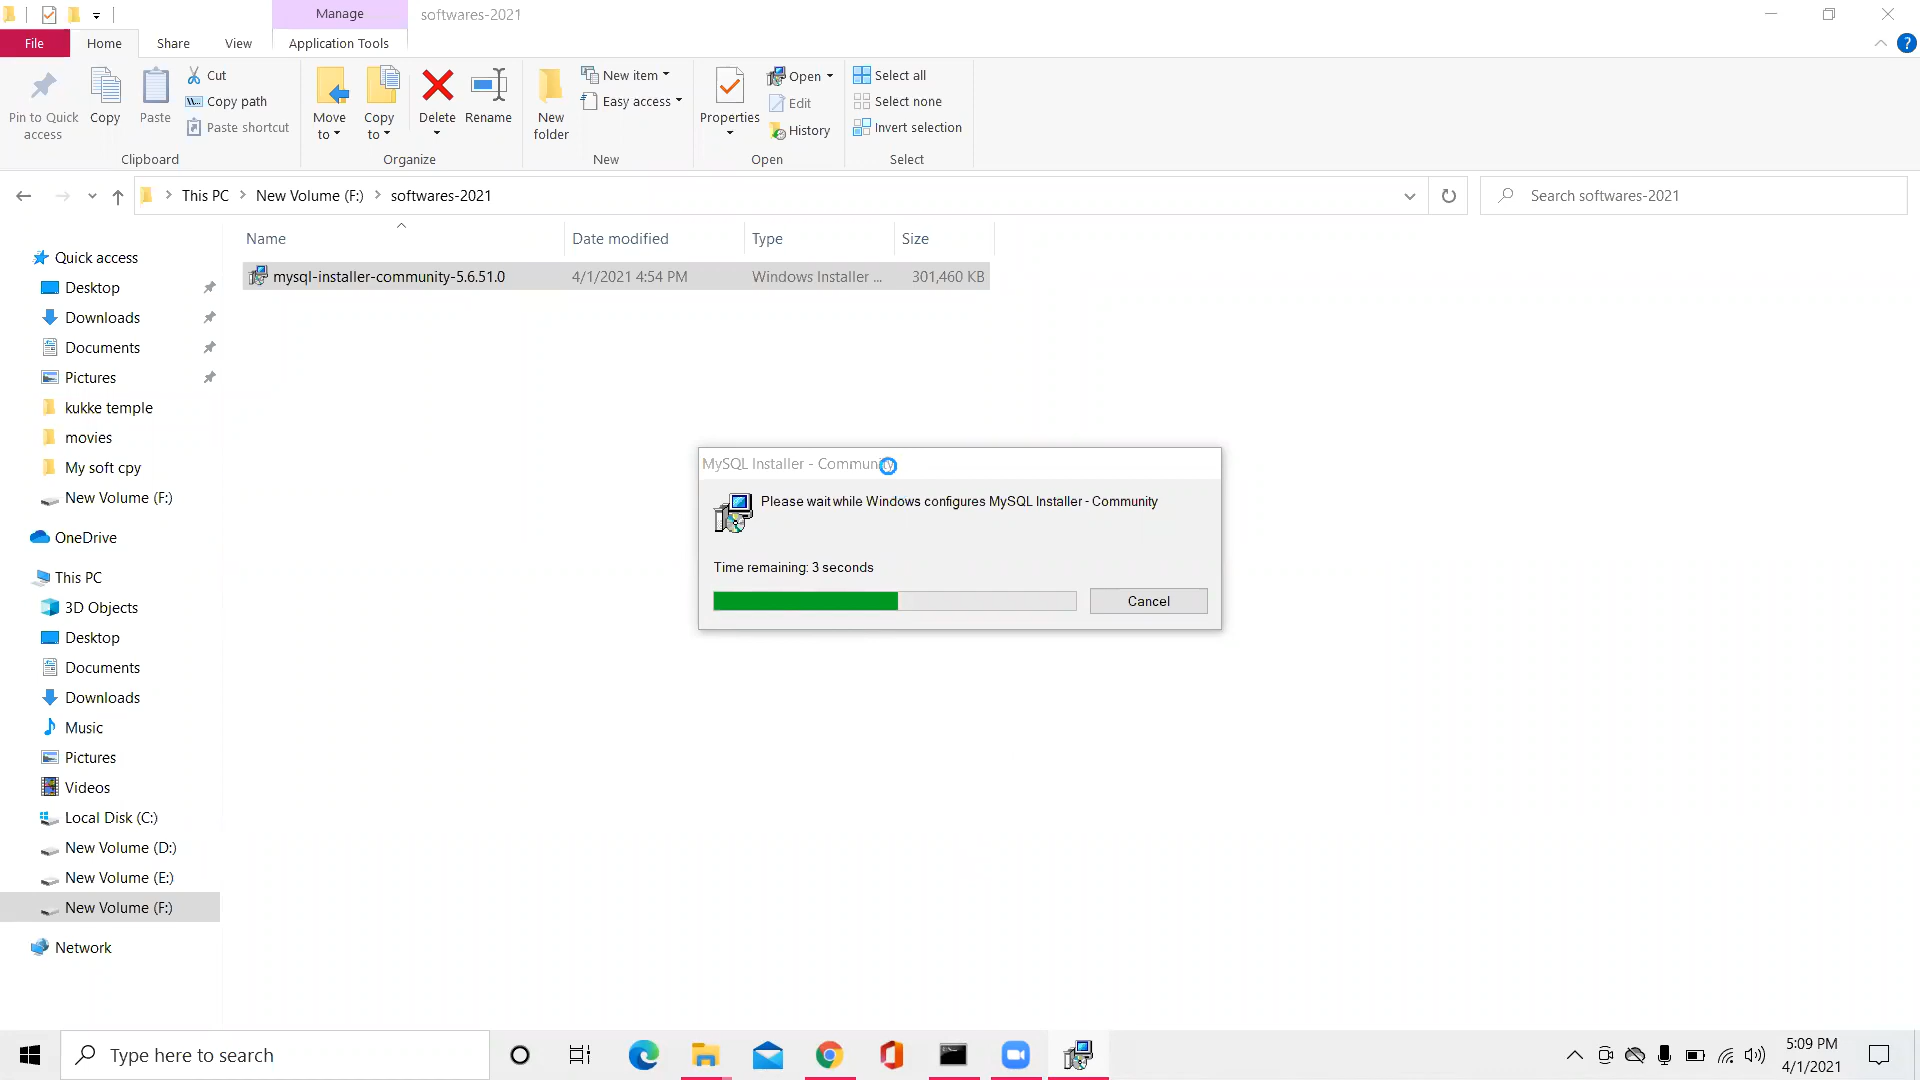 Manage
softwares-2021
File
Home
Share
View
Application Tools
Pin to Quick
access
Copy
Paste
Cut
Copy path
Paste shortcut
Clipboard
Move
to
Copy
to
Delete
Rename
Organize
New
folder
New item
Easy access
New
Properties
Open
Edit
History
Open
Select all
Select none
Invert selection
Select
This PC
New Volume (F:)
softwares-2021
Search softwares-2021
Name
Date modified
Type
Size
mysql-installer-community-5.6.51.0
4/1/2021 4:54 PM
Windows Installer ...
301,460 KB
Quick access
Desktop
Downloads
Documents
Pictures
kukke temple
movies
My soft cpy
New Volume (F:)
OneDrive
This PC
3D Objects
Desktop
Documents
Downloads
Music
Pictures
Videos
Local Disk (C:)
New Volume (D:)
New Volume (E:)
New Volume (F:)
Network
MySQL Installer - Community
Please wait while Windows configures MySQL Installer - Community
Time remaining: 3 seconds
Cancel
Type here to search
5:09 PM
4/1/2021